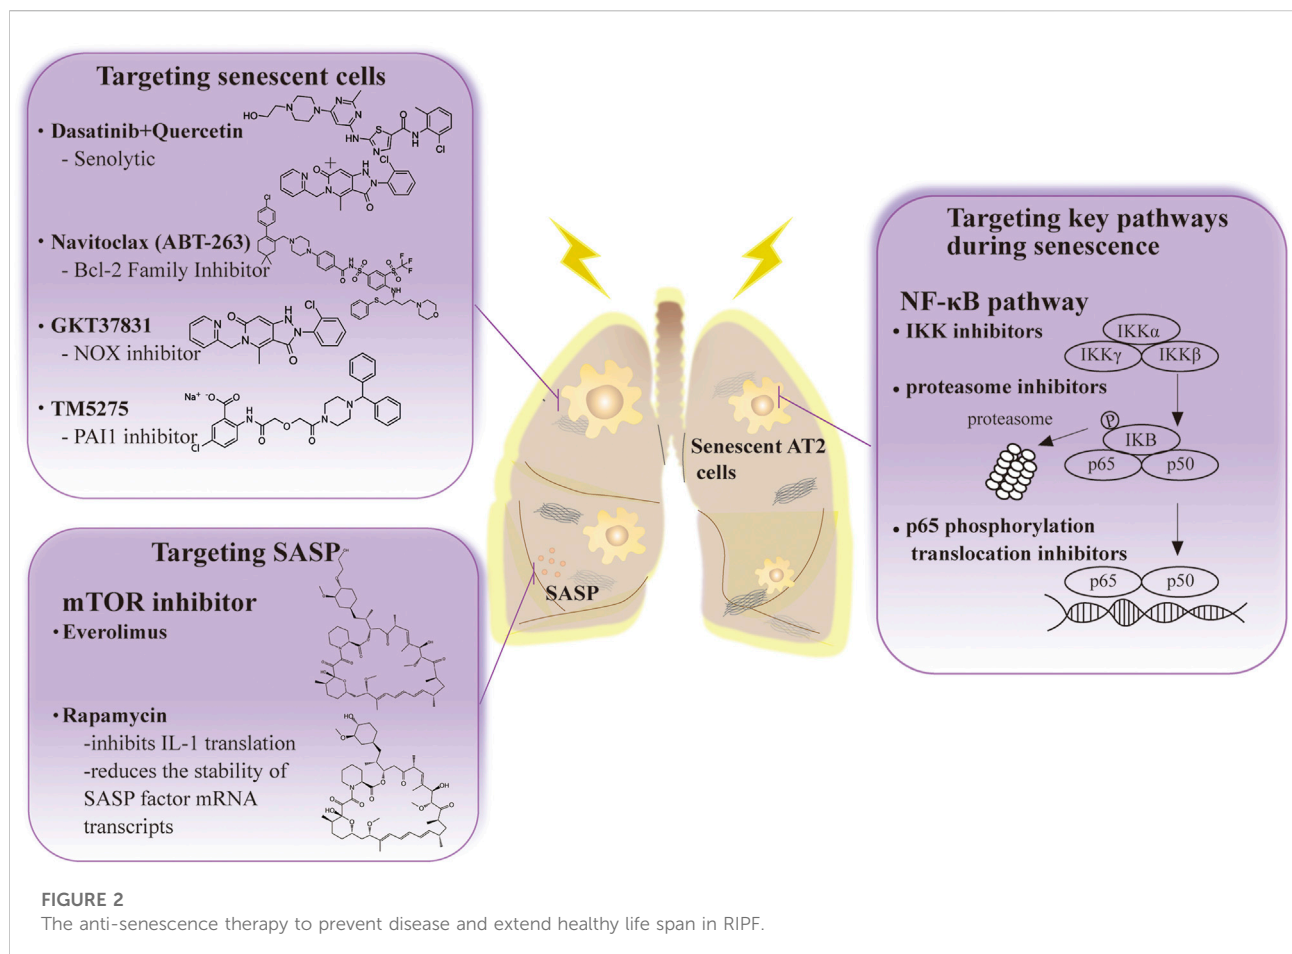 Targeting senescent cells
· Dasatinib+Quercetin
- Senolytic
+
· Navitoclax (ABT-263)
- Bcl-2 Family Inhibitor
· GKT37831
- NOX inhibitor
· TM5275
- PAI1 inhibitor
Targeting SASP
mTOR inhibitor
· Everolimus
· Rapamycin
-inhibits IL-1 translation
-reduces the stability of
SASP factor mRNA
transcripts
Senescent AT2
cells
SASP
Targeting key pathways
during senescence
NF-κB pathway
· IKK inhibitors
IKKα
IKKγ
IKKβ
· proteasome inhibitors
proteasome
P
IKB
p65
p50
· p65 phosphorylation
translocation inhibitors
p65
p50
FIGURE 2
The anti-senescence therapy to prevent disease and extend healthy life span in RIPF.